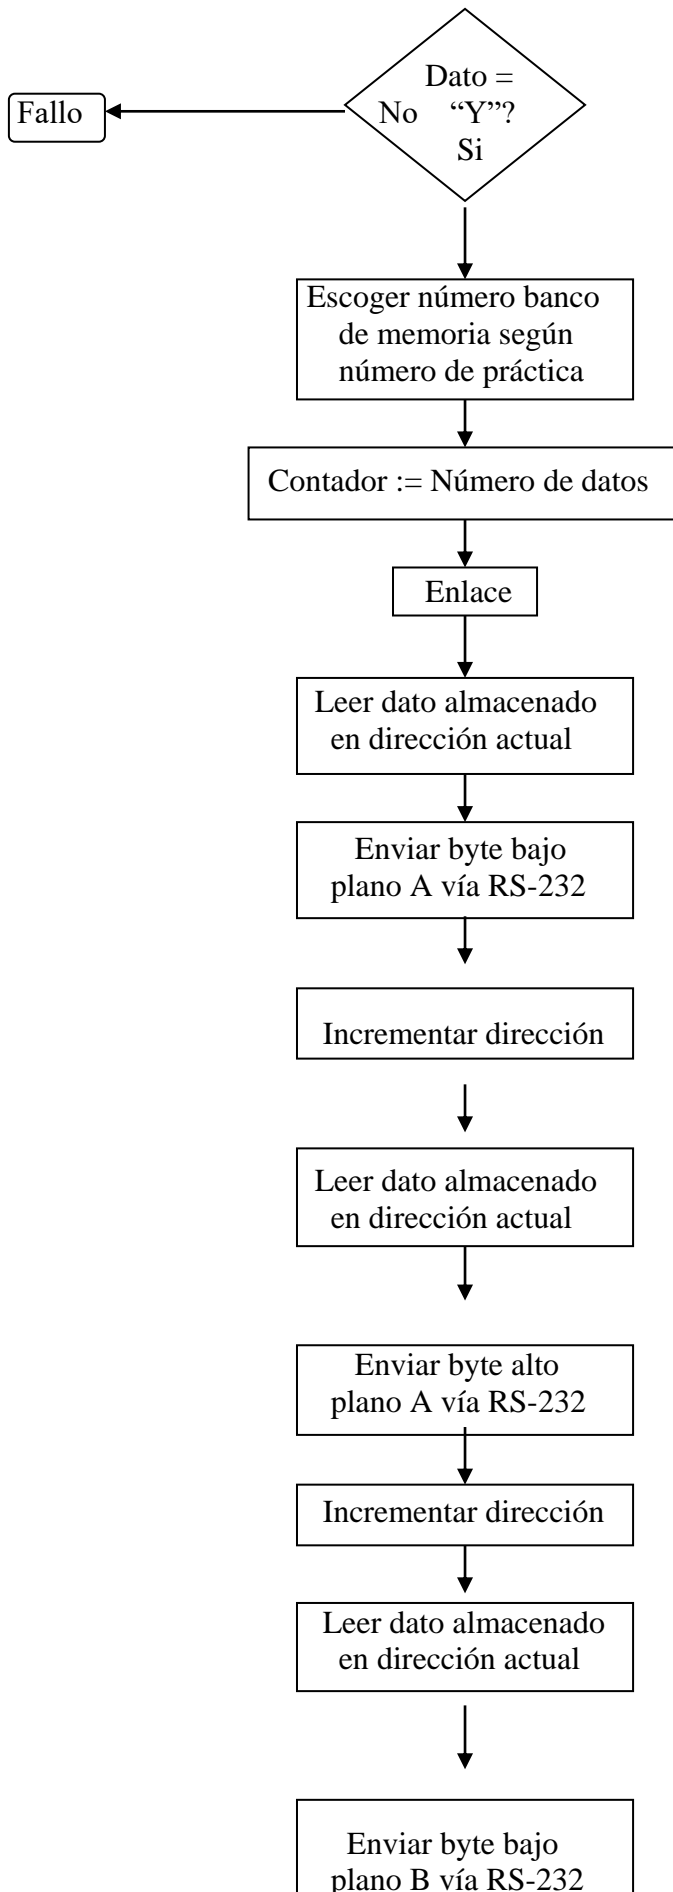 Dato =
Fallo
No “Y”?
Si
Escoger número banco
de memoria según
número de práctica
Contador := Número de datos
Enlace
Leer dato almacenado
en dirección actual
Enviar byte bajo
plano A vía RS-232
Incrementar dirección
Leer dato almacenado
en dirección actual
Enviar byte alto
plano A vía RS-232
Incrementar dirección
Leer dato almacenado
en dirección actual
Enviar byte bajo
plano B vía RS-232